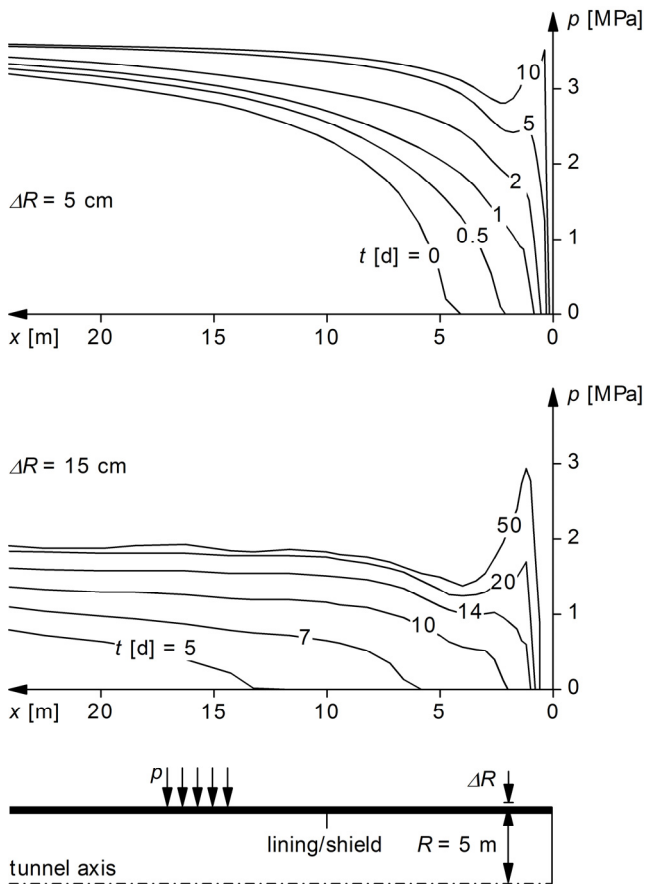 p [MPa]
10
3
5
2
2
ΔR = 5 cm
1
0.5
1
t [d] = 0
0
x [m] 20 15 10 5 0
p [MPa]
ΔR = 15 cm
3
50
2
20
14
1
10
7
t [d] = 5
0
x [m] 20 15 10 5 0
p
ΔR
lining/shield
R = 5 m
tunnel axis